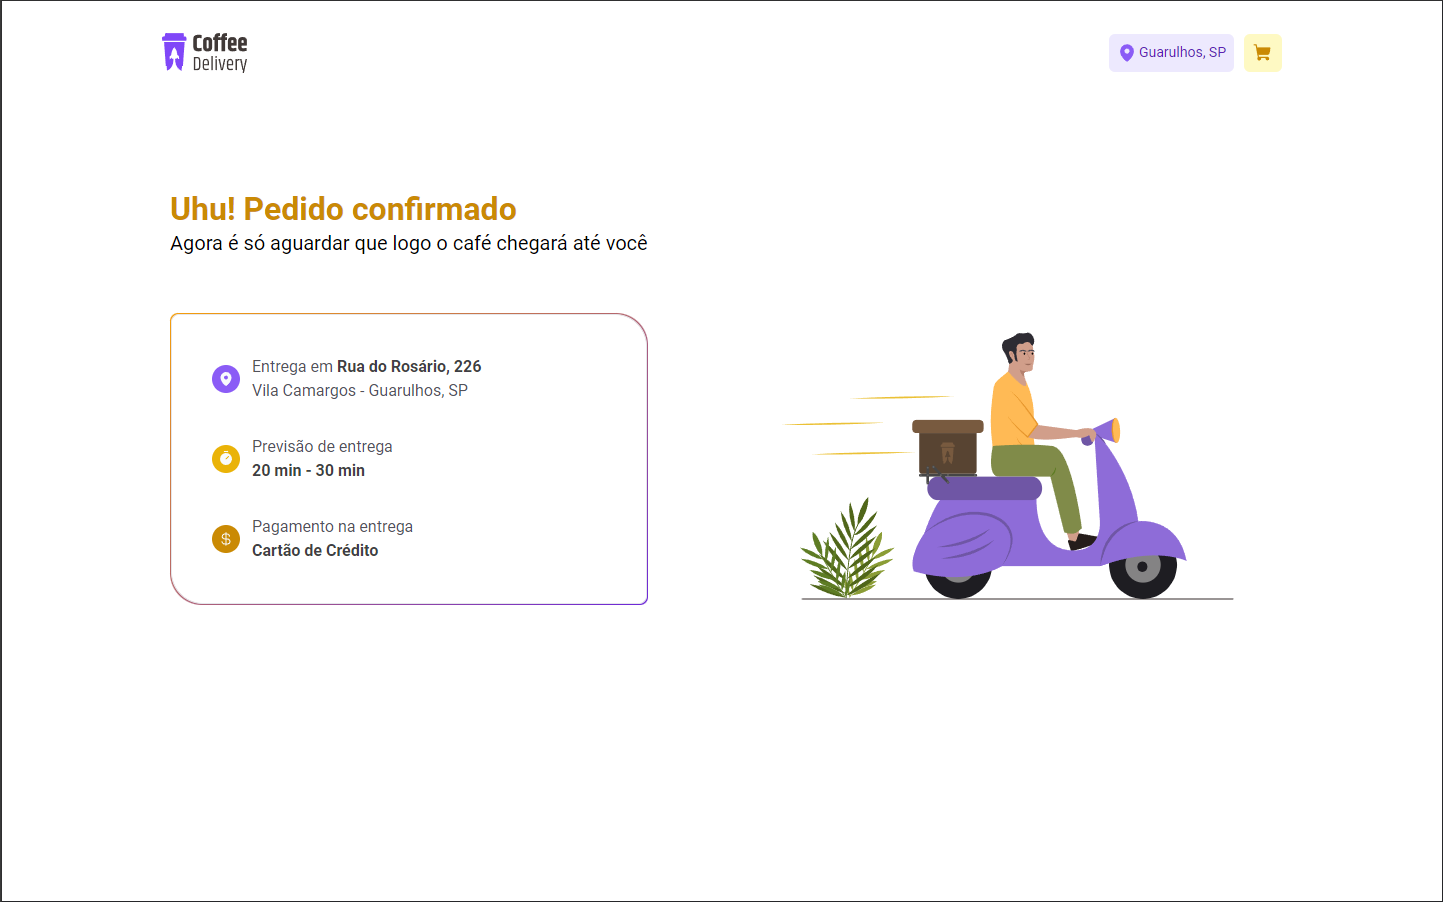 Coffee
Delivery
Guarulhos, SP
Uhu! Pedido confirmado
Agora é só aguardar que logo o café chegará até você
Entrega em Rua do Rosário, 226
Vila Camargos - Guarulhos, SP
Previsão de entrega
20 min - 30 min
Pagamento na entrega
Cartão de Crédito